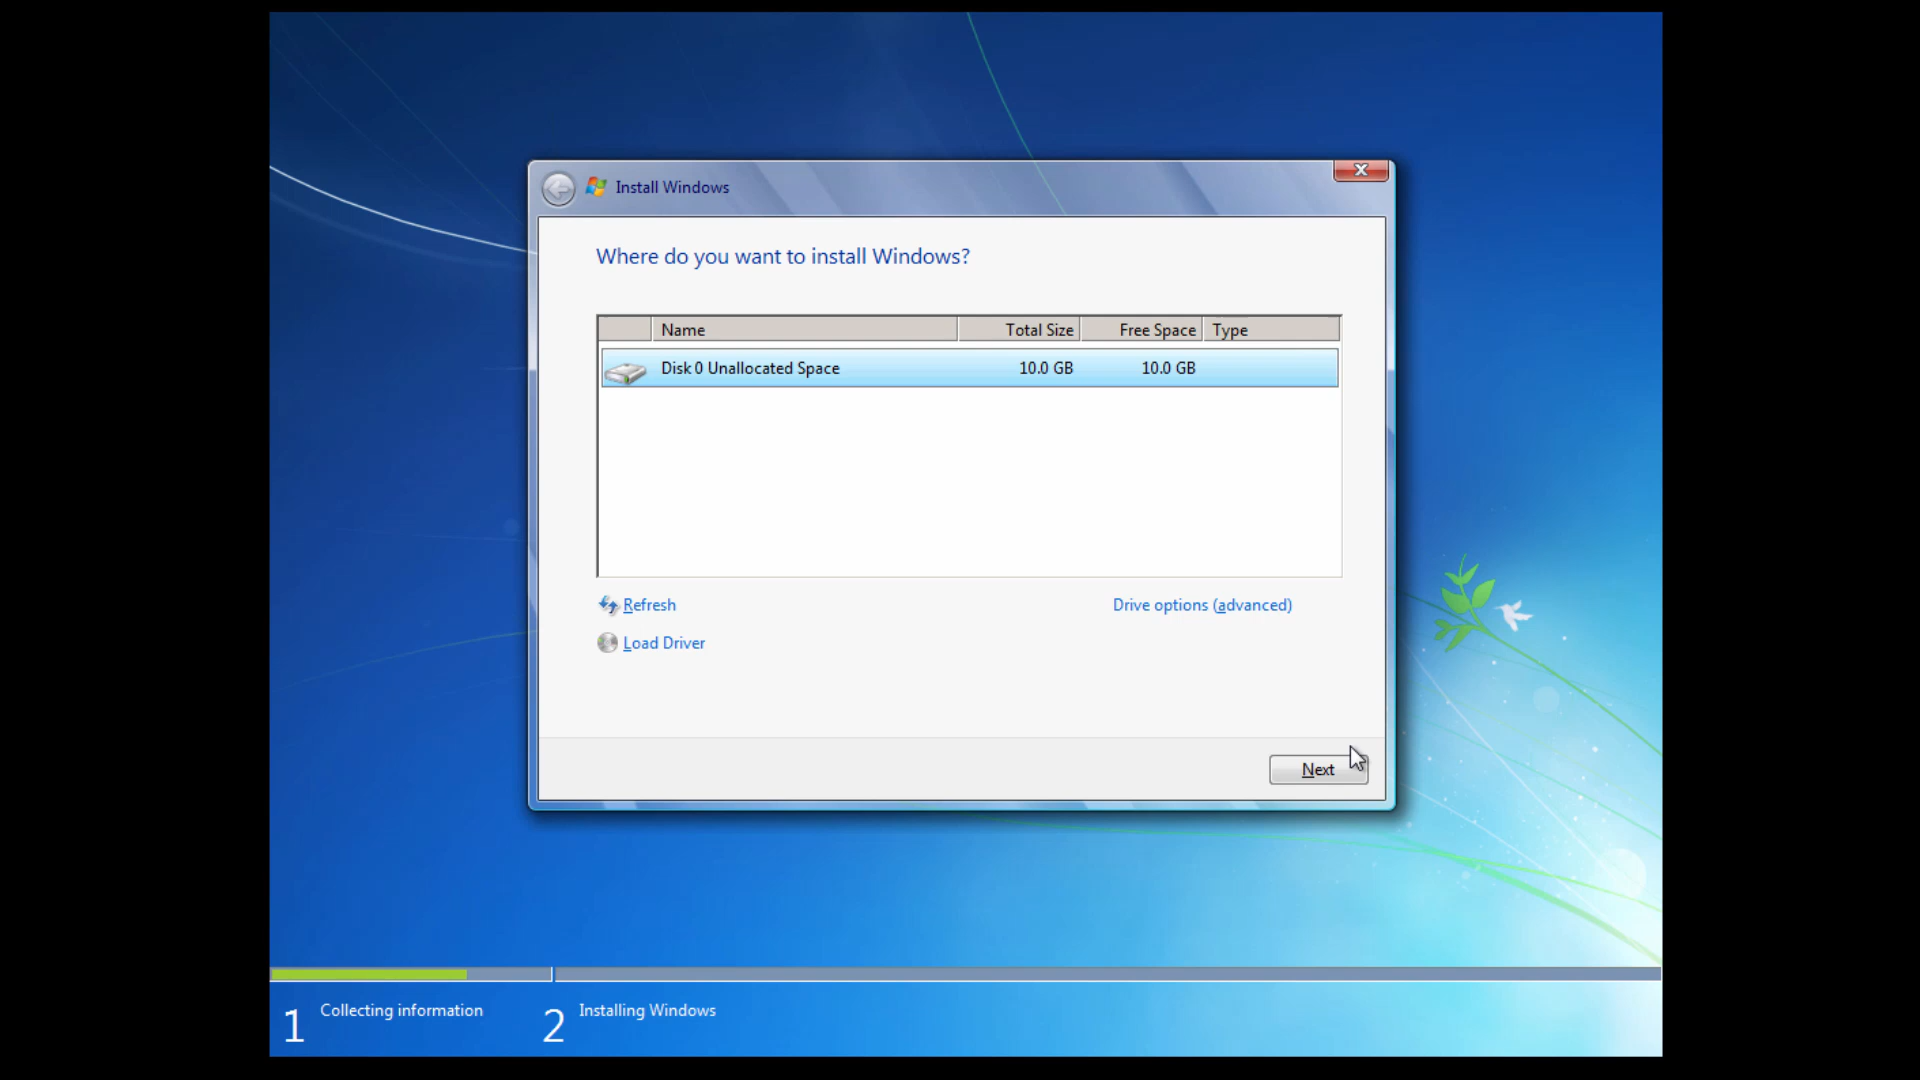 Install Windows
Where do you want to install Windows?
Name Total Size Free Space Type
Disk 0 Unallocated Space 10.0 GB 10.0 GB
Refresh Drive options (advanced)
Load Driver
Next
1 Collecting information 2 Installing Windows